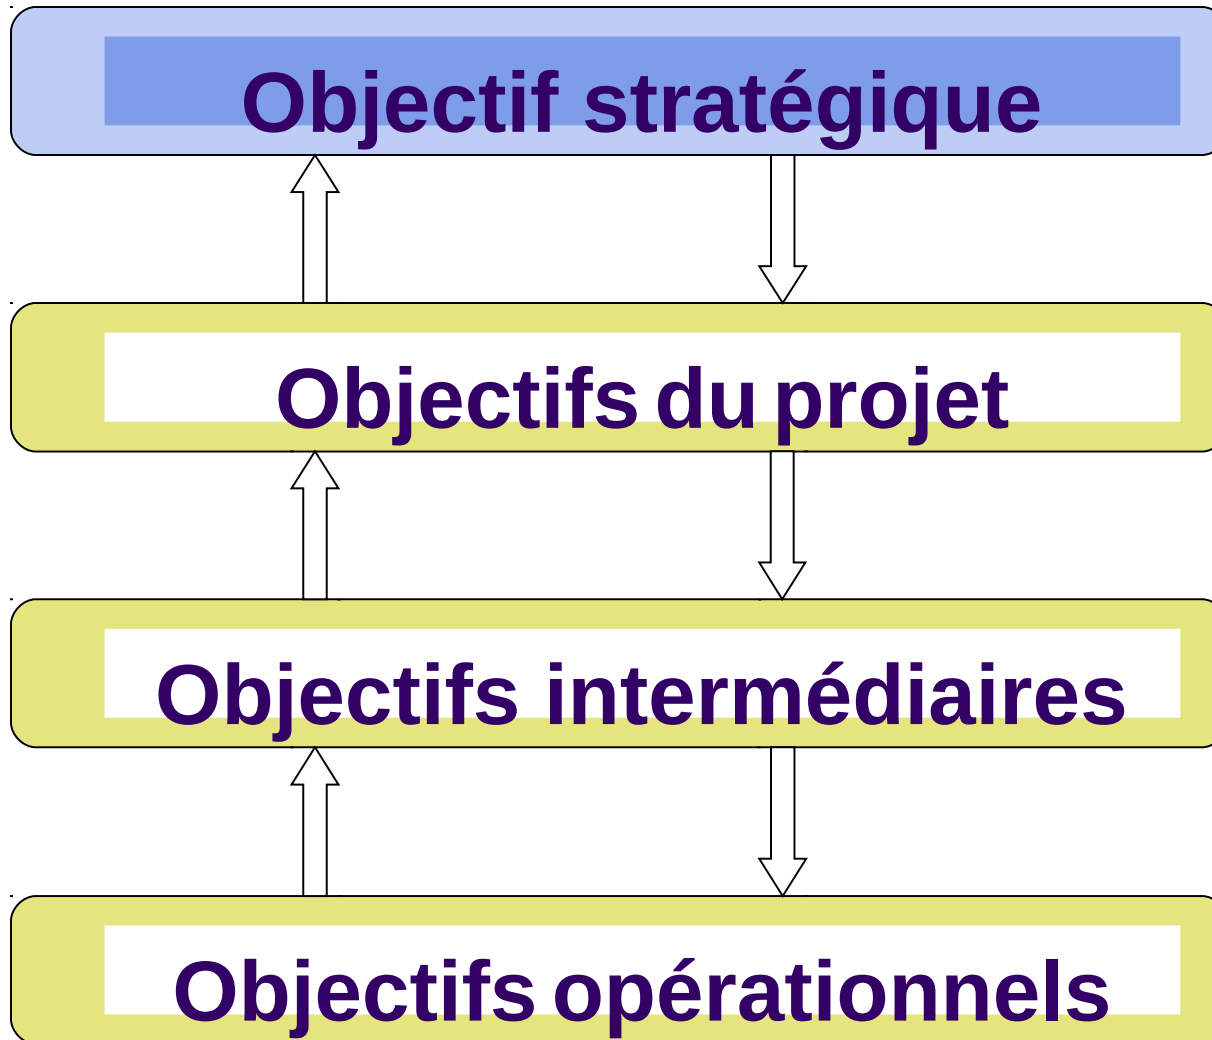 Objectif stratégique
Objectifs du projet
Objectifs intermédiaires
Objectifs opérationnels